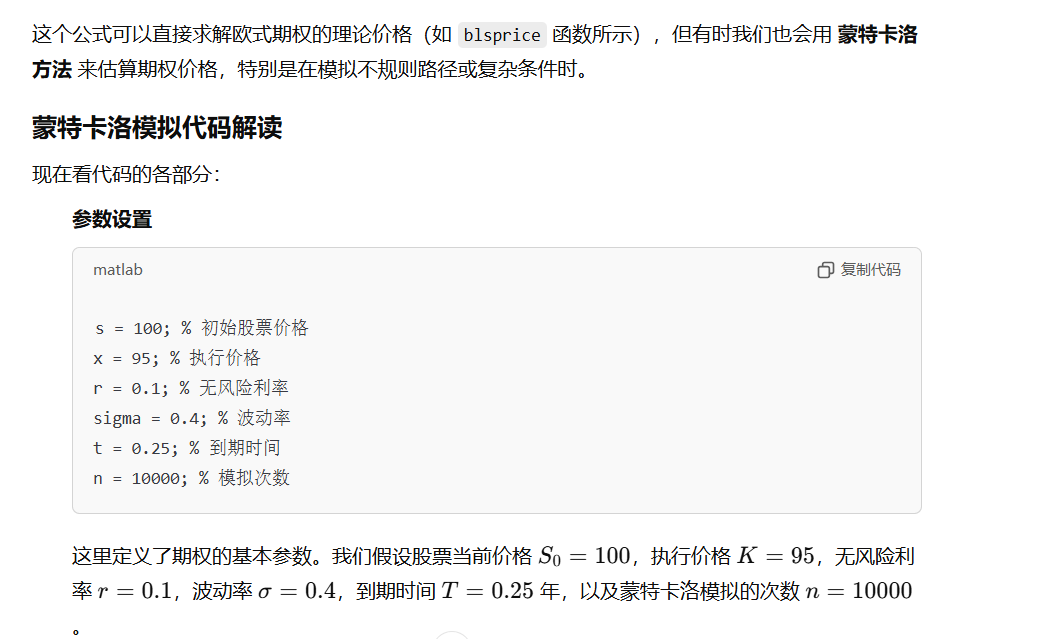 这个公式可以直接求解欧式期权的理论价格（如 blsprice 函数所示），但有时我们也会用 蒙特卡洛
方法 来估算期权价格，特别是在模拟不规则路径或复杂条件时。
蒙特卡洛模拟代码解读
现在看代码的各部分：
参数设置
matlab 复制代码
s = 100; % 初始股票价格
x = 95; % 执行价格
r = 0.1; % 无风险利率
sigma = 0.4; % 波动率
t = 0.25; % 到期时间
n = 10000; % 模拟次数
这里定义了期权的基本参数。我们假设股票当前价格 S₀ = 100，执行价格 K = 95，无风险利
率 r = 0.1，波动率 σ = 0.4，到期时间 T = 0.25 年，以及蒙特卡洛模拟的次数 n = 10000
。